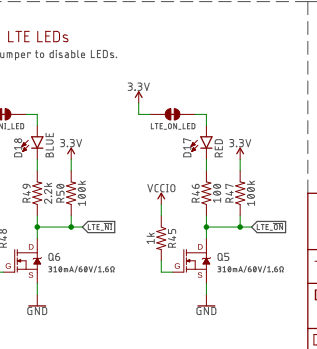 LTE LEDs
umper to disable LEDs.
3.3V
NI_LED
LTE_ON_LED
D18
BLUE
3.3V
D17
RED
3.3V
R49
2.2k
R50
100k
VCCIO
R46
100
R47
100k
LTE_NI
LTE_ON
R48
1k
R45
D
Q6
G
310mA/60V/1.6Ω
S
D
Q5
G
310mA/60V/1.6Ω
S
GND
GND